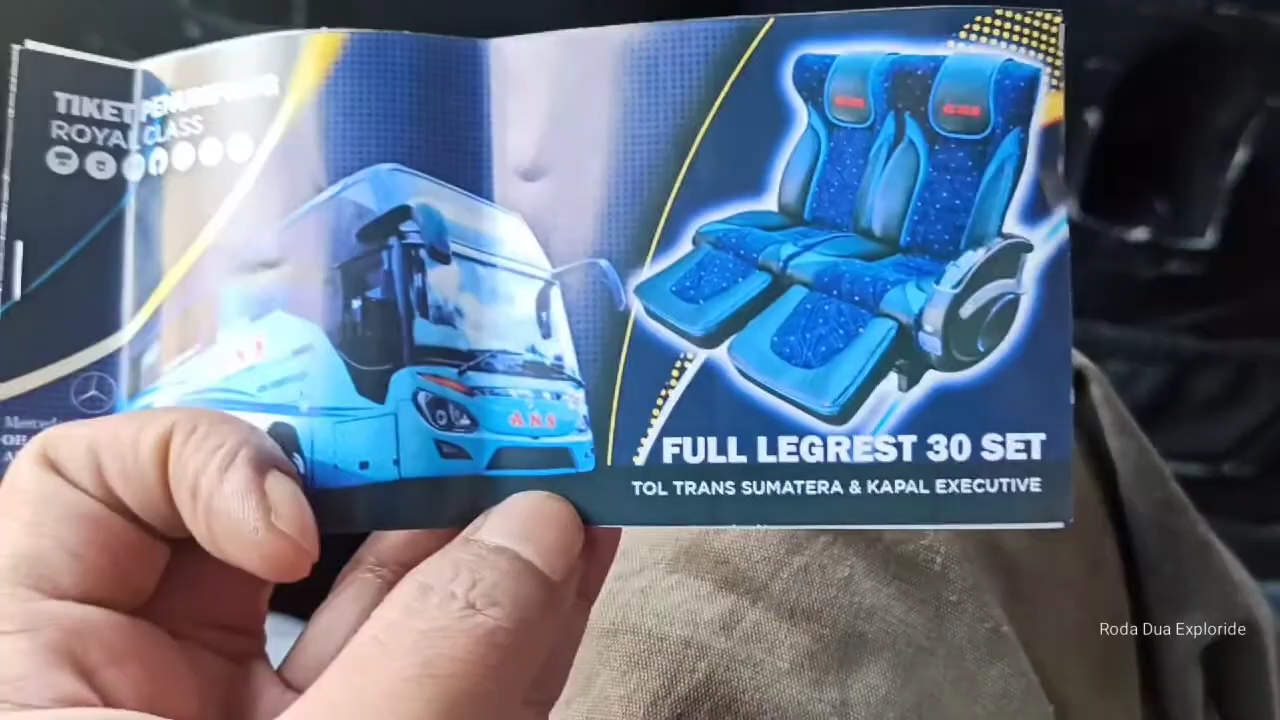 TIKET PENUMPANG
ROYAL CLASS
ANS
FULL LEGREST 30 SET
TOL TRANS SUMATERA & KAPAL EXECUTIVE
Roda Dua Exploride